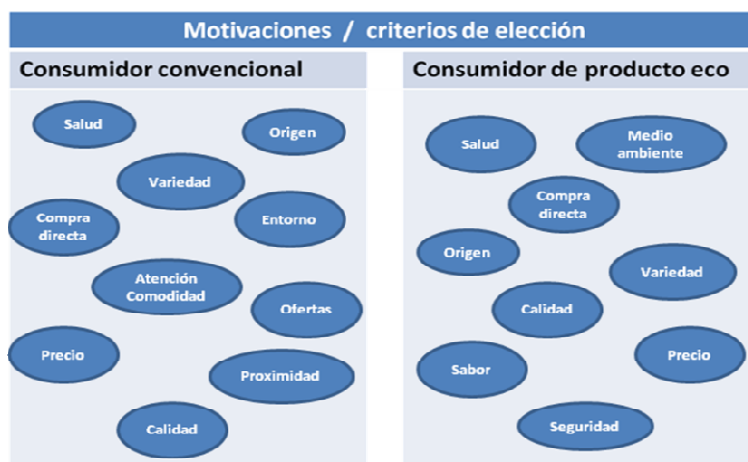 Motivaciones / criterios de elección
Consumidor convencional
Salud
Origen
Variedad
Compra
directa
Entorno
Atención
Comodidad
Ofertas
Precio
Proximidad
Calidad
Consumidor de producto eco
Salud
Medio
ambiente
Compra
directa
Origen
Variedad
Calidad
Sabor
Precio
Seguridad